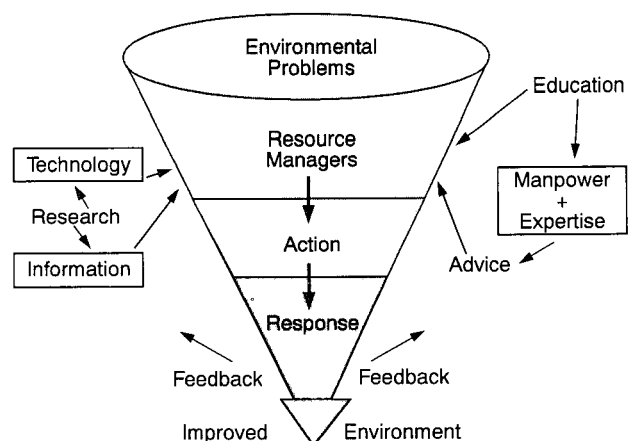 Environmental
Problems
Education
Resource
Managers
Technology
Manpower
+
Expertise
Research
Information
Action
Advice
Response
Feedback
Feedback
Improved Environment